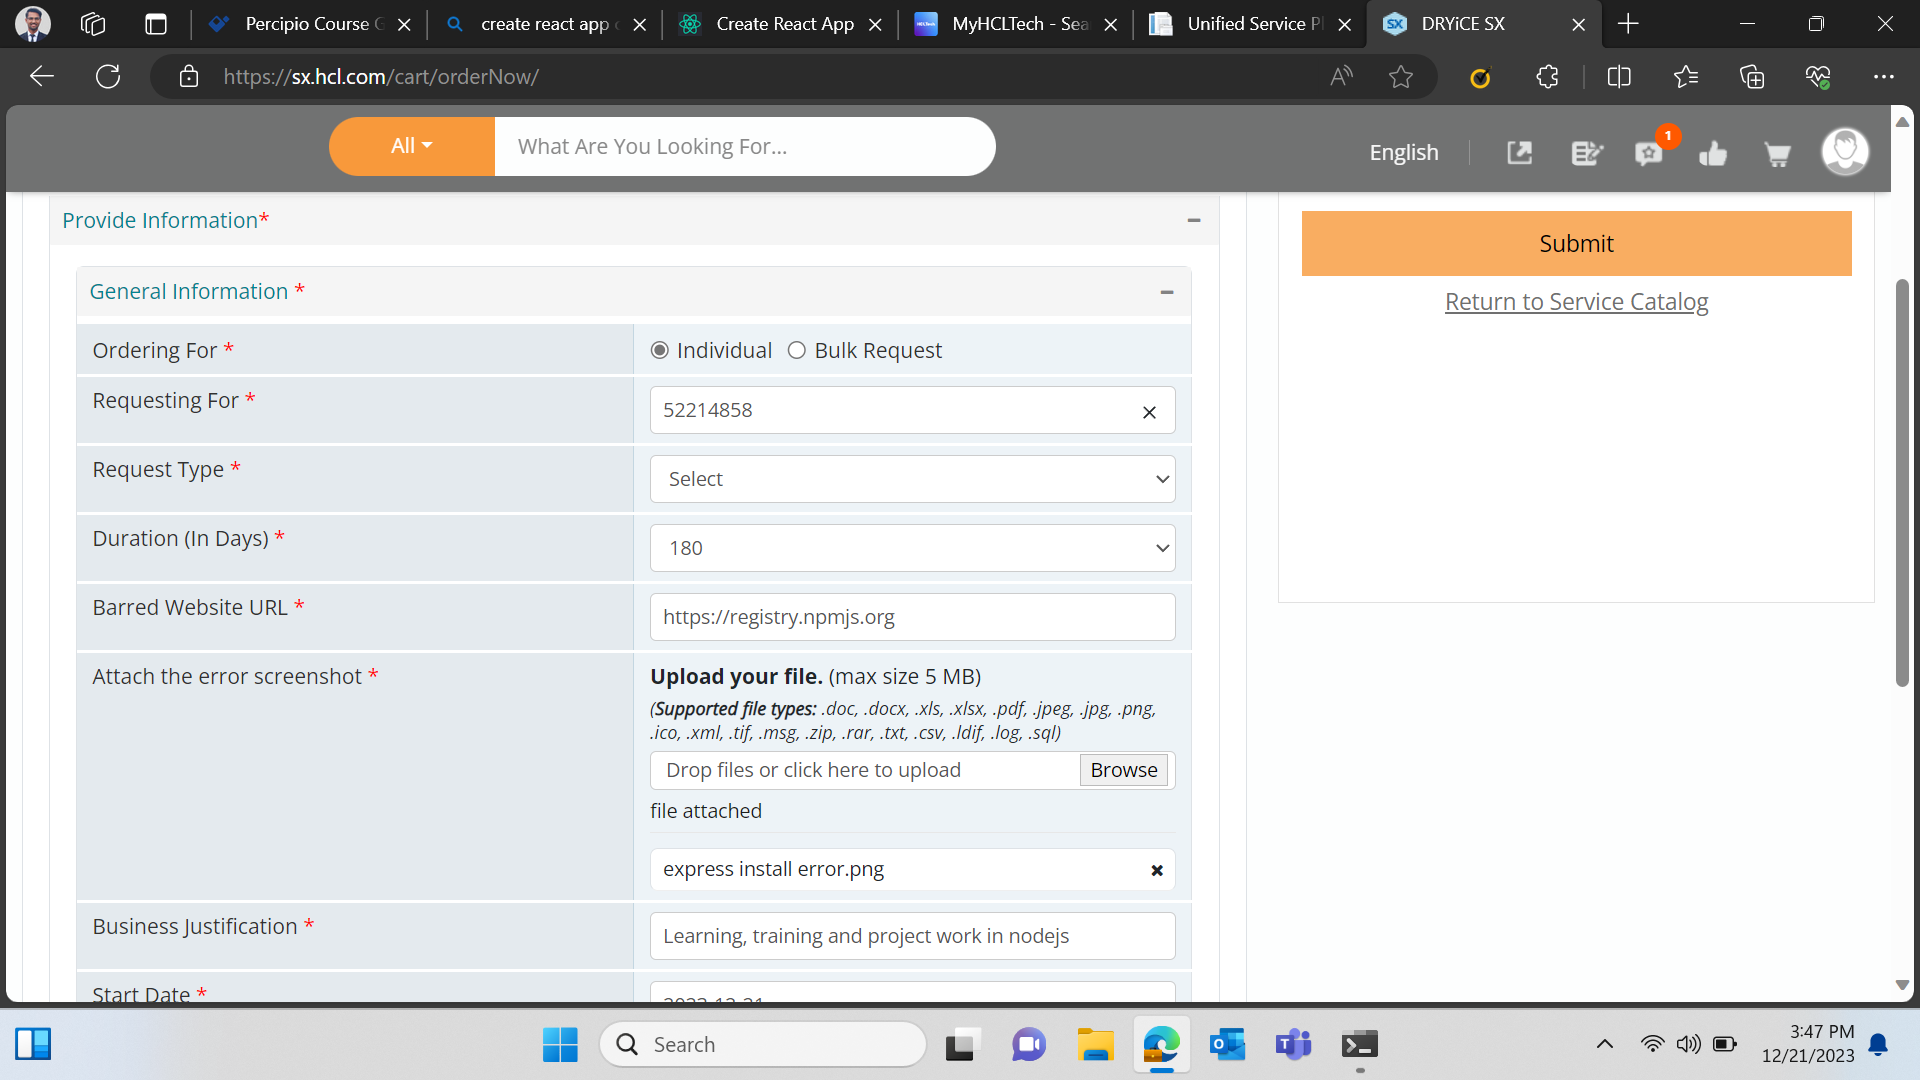 Percipio Course G
create react app
Create React App
MyHCLTech - Sea
Unified Service Pl
SX
DRYiCE SX
https://sx.hcl.com/cart/orderNow/
All
What Are You Looking For...
English
1
Provide Information*
Submit
Return to Service Catalog
General Information *
Ordering For *
Individual
Bulk Request
Requesting For *
52214858
Request Type *
Select
Duration (In Days) *
180
Barred Website URL *
https://registry.npmjs.org
Attach the error screenshot *
Upload your file. (max size 5 MB)
(Supported file types: .doc, .docx, .xls, .xlsx, .pdf, .jpeg, .jpg, .png,
.ico, .xml, .tif, .msg, .zip, .rar, .txt, .csv, .ldif, .log, .sql)
Drop files or click here to upload
Browse
file attached
express install error.png
Business Justification *
Learning, training and project work in nodejs
Start Date *
2023-12-21
Search
3:47 PM
12/21/2023